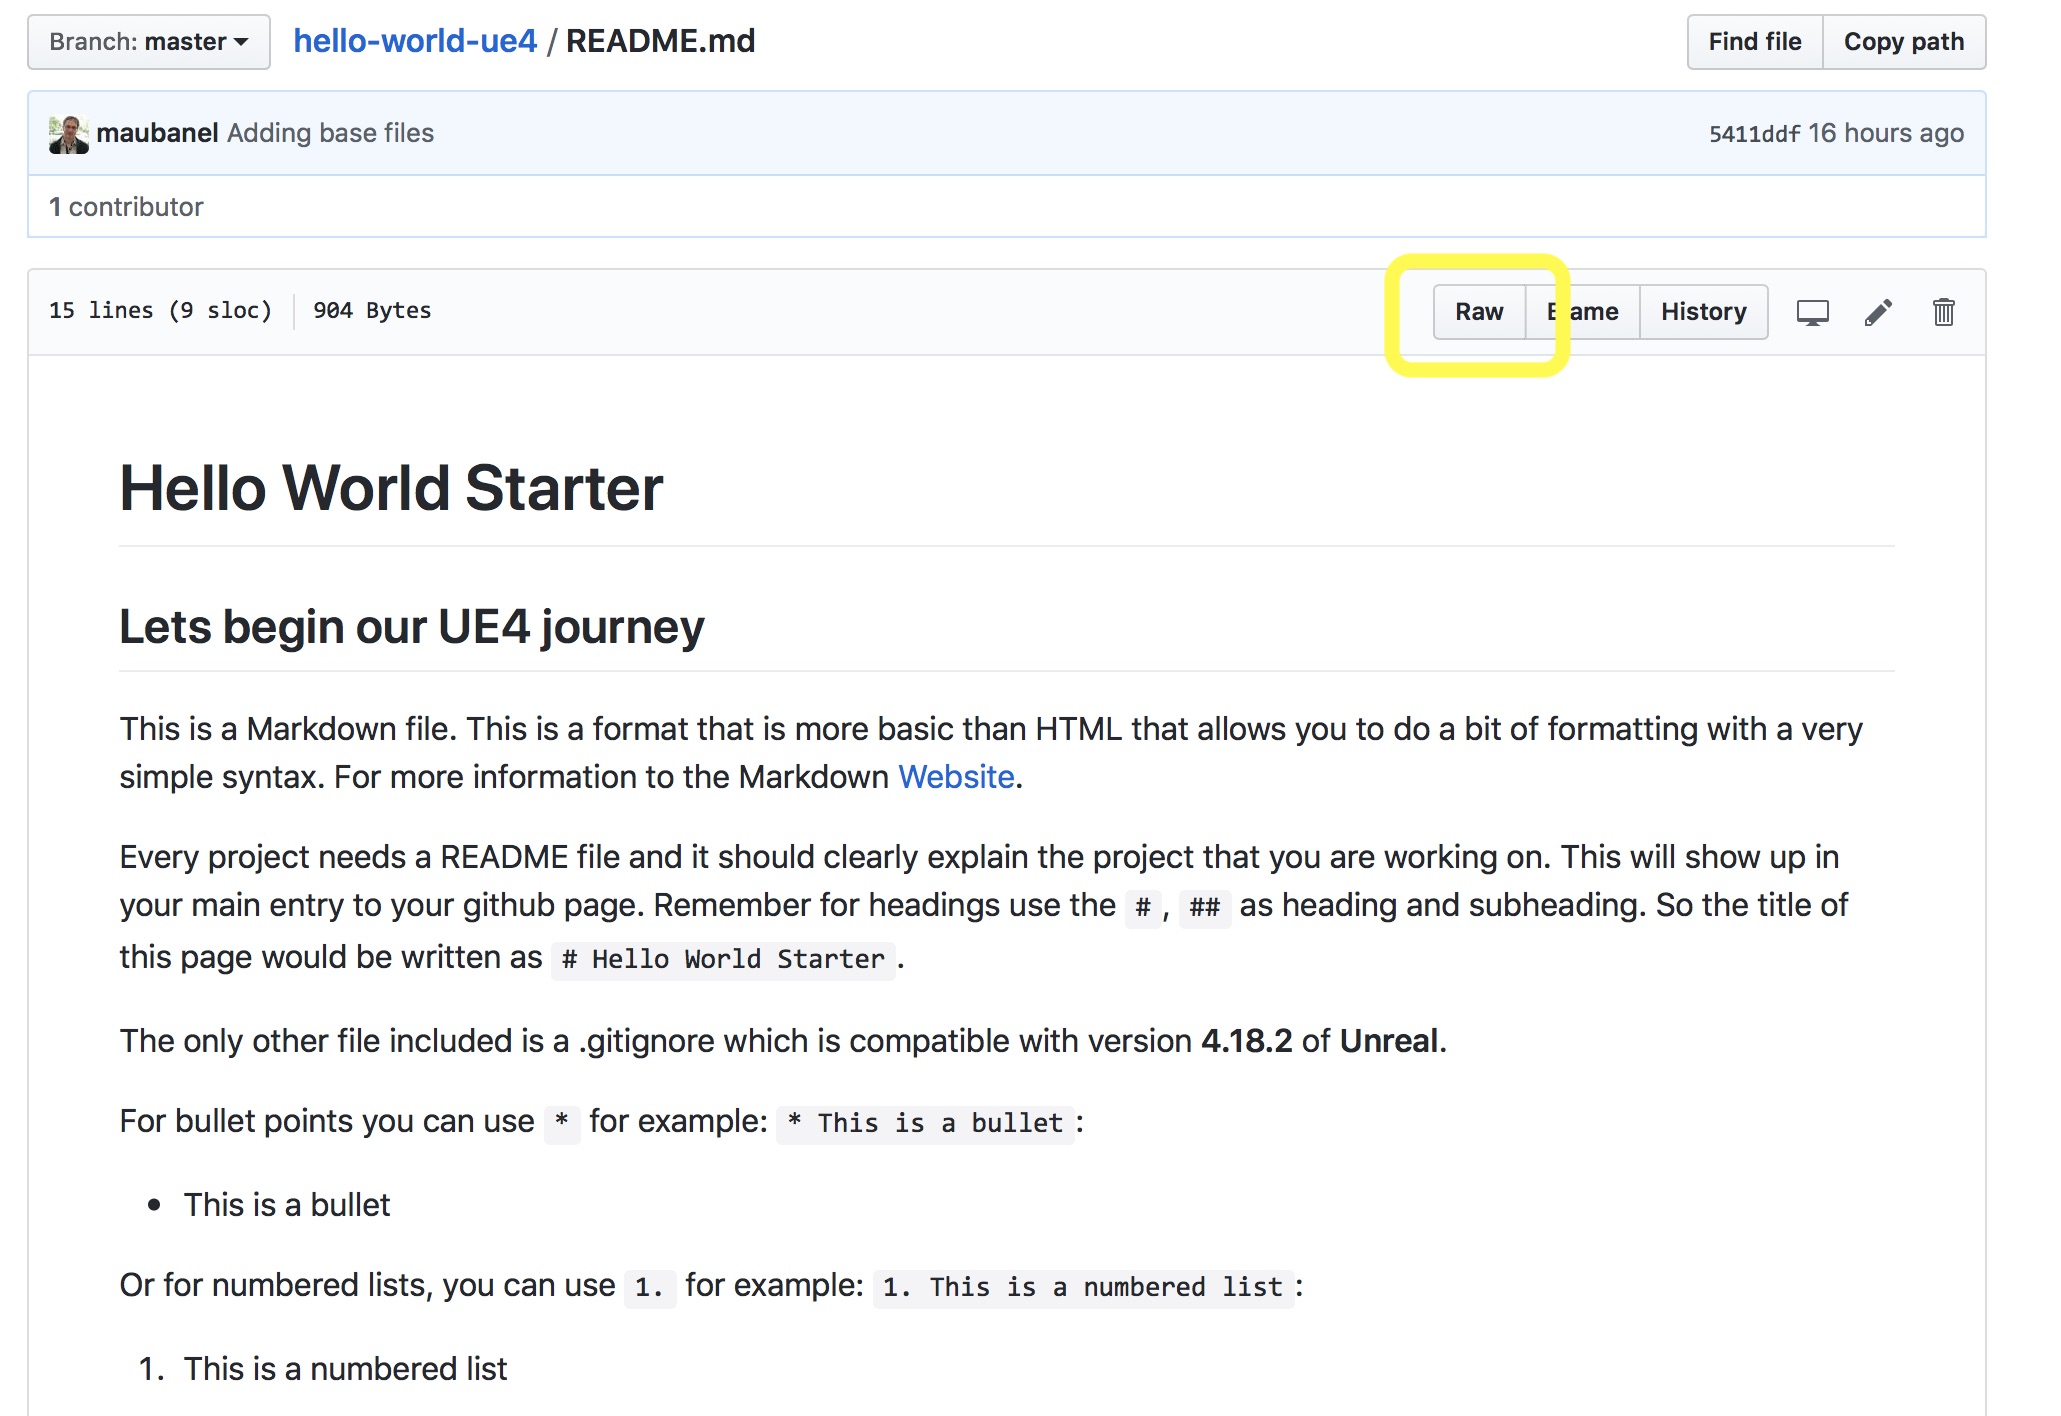 Branch: master
hello-world-ue4 / README.md
Find file
Copy path
maubanel Adding base files
5411ddf 16 hours ago
1 contributor
15 lines (9 sloc)
904 Bytes
Raw
History
Hello World Starter
Lets begin our UE4 journey
This is a Markdown file. This is a format that is more basic than HTML that allows you to do a bit of formatting with a very
simple syntax. For more information to the Markdown Website.
Every project needs a README file and it should clearly explain the project that you are working on. This will show up in
your main entry to your github page. Remember for headings use the #, ## as heading and subheading. So the title of
this page would be written as # Hello World Starter .
The only other file included is a .gitignore which is compatible with version 4.18.2 of Unreal.
For bullet points you can use * for example: * This is a bullet :
• This is a bullet
Or for numbered lists, you can use 1. for example: 1. This is a numbered list :
1. This is a numbered list